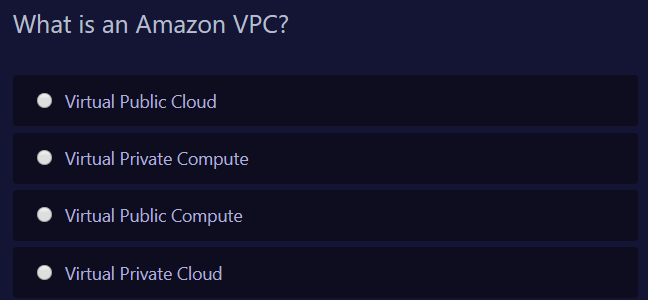 What is an Amazon VPC?
Virtual Public Cloud
Virtual Private Compute
Virtual Public Compute
Virtual Private Cloud